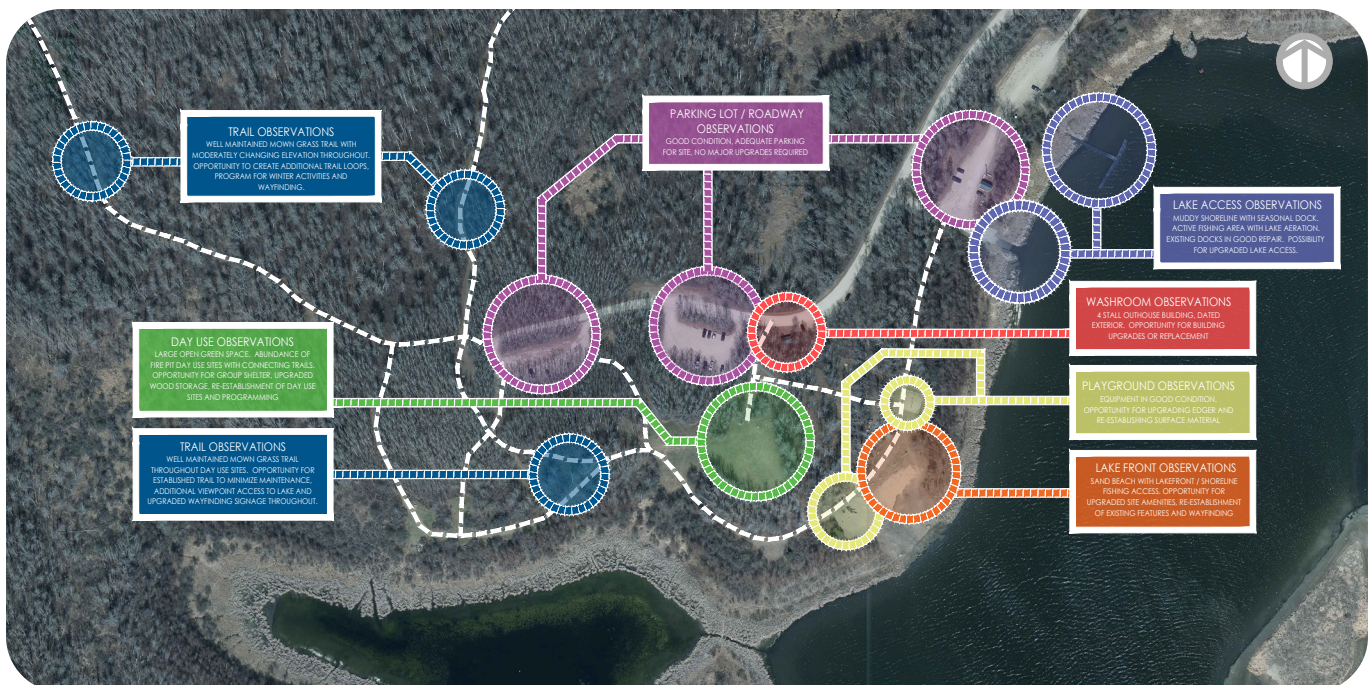 TRAIL OBSERVATIONS
WELL MAINTAINED MOWN GRASS TRAIL WITH
MODERATELY CHANGING ELEVATION THROUGHOUT.
OPPORTUNITY TO CREATE ADDITIONAL TRAIL LOOPS,
PROGRAM FOR WINTER ACTIVITIES AND
WAYFINDING.
PARKING LOT / ROADWAY
OBSERVATIONS
GOOD CONDITION, ADEQUATE PARKING
FOR SITE, NO MAJOR UPGRADES REQUIRED
LAKE ACCESS OBSERVATIONS
MUDDY SHORELINE WITH SEASONAL DOCK.
ACTIVE FISHING AREA WITH LAKE AERATION.
EXISTING DOCKS IN GOOD REPAIR. POSSIBILITY
FOR UPGRADED LAKE ACCESS.
WASHROOM OBSERVATIONS
4 STALL OUTHOUSE BUILDING, DATED
EXTERIOR. OPPORTUNITY FOR BUILDING
UPGRADES OR REPLACEMENT
DAY USE OBSERVATIONS
LARGE OPEN GREEN SPACE. ABUNDANCE OF
FIRE PIT DAY USE SITES WITH CONNECTING TRAILS.
OPPORTUNITY FOR GROUP SHELTER, UPGRADED
WOOD STORAGE, RE-ESTABLISHMENT OF DAY USE
SITES AND PROGRAMMING
PLAYGROUND OBSERVATIONS
EQUIPMENT IN GOOD CONDITION.
OPPORTUNITY FOR UPGRADING EDGER AND
RE-ESTABLISHING SURFACE MATERIAL
TRAIL OBSERVATIONS
WELL MAINTAINED MOWN GRASS TRAIL
THROUGHOUT DAY USE SITES. OPPORTUNITY FOR
ESTABLISHED TRAIL TO MINIMIZE MAINTENANCE,
ADDITIONAL VIEWPOINT ACCESS TO LAKE AND
UPGRADED WAYFINDING SIGNAGE THROUGHOUT.
LAKE FRONT OBSERVATIONS
SAND BEACH WITH LAKEFRONT / SHORELINE
FISHING ACCESS. OPPORTUNITY FOR
UPGRADED SITE AMENITIES, RE-ESTABLISHMENT
OF EXISTING FEATURES AND WAYFINDING